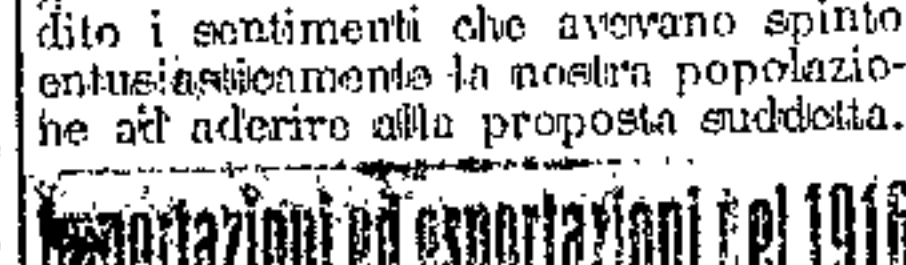 dito i sentimenti che avevano spinto
entusiasticamente la nostra popolazio-
ne ad aderire alla proposta suddetta.
Importazioni ed esportazioni nel 1916